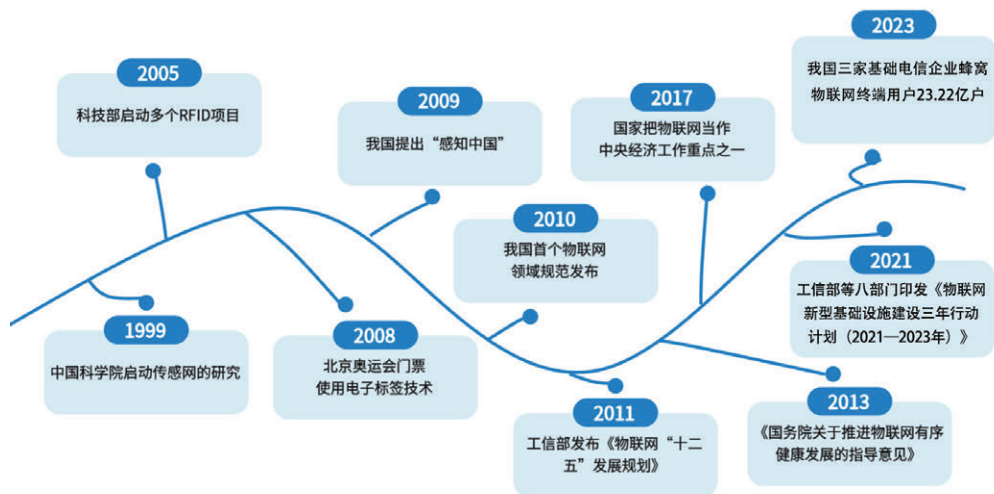 1999
中国科学院启动传感网的研究
2005
科技部启动多个RFID项目
2008
北京奥运会门票
使用电子标签技术
2009
我国提出“感知中国”
2010
我国首个物联网
领域规范发布
2011
工信部发布《物联网“十二
五”发展规划》
2013
《国务院关于推进物联网有序
健康发展的指导意见》
2017
国家把物联网当作
中央经济工作重点之一
2021
工信部等八部门印发《物联网
新型基础设施建设三年行动
计划（2021—2023年）》
2023
我国三家基础电信企业蜂窝
物联网终端用户23.22亿户